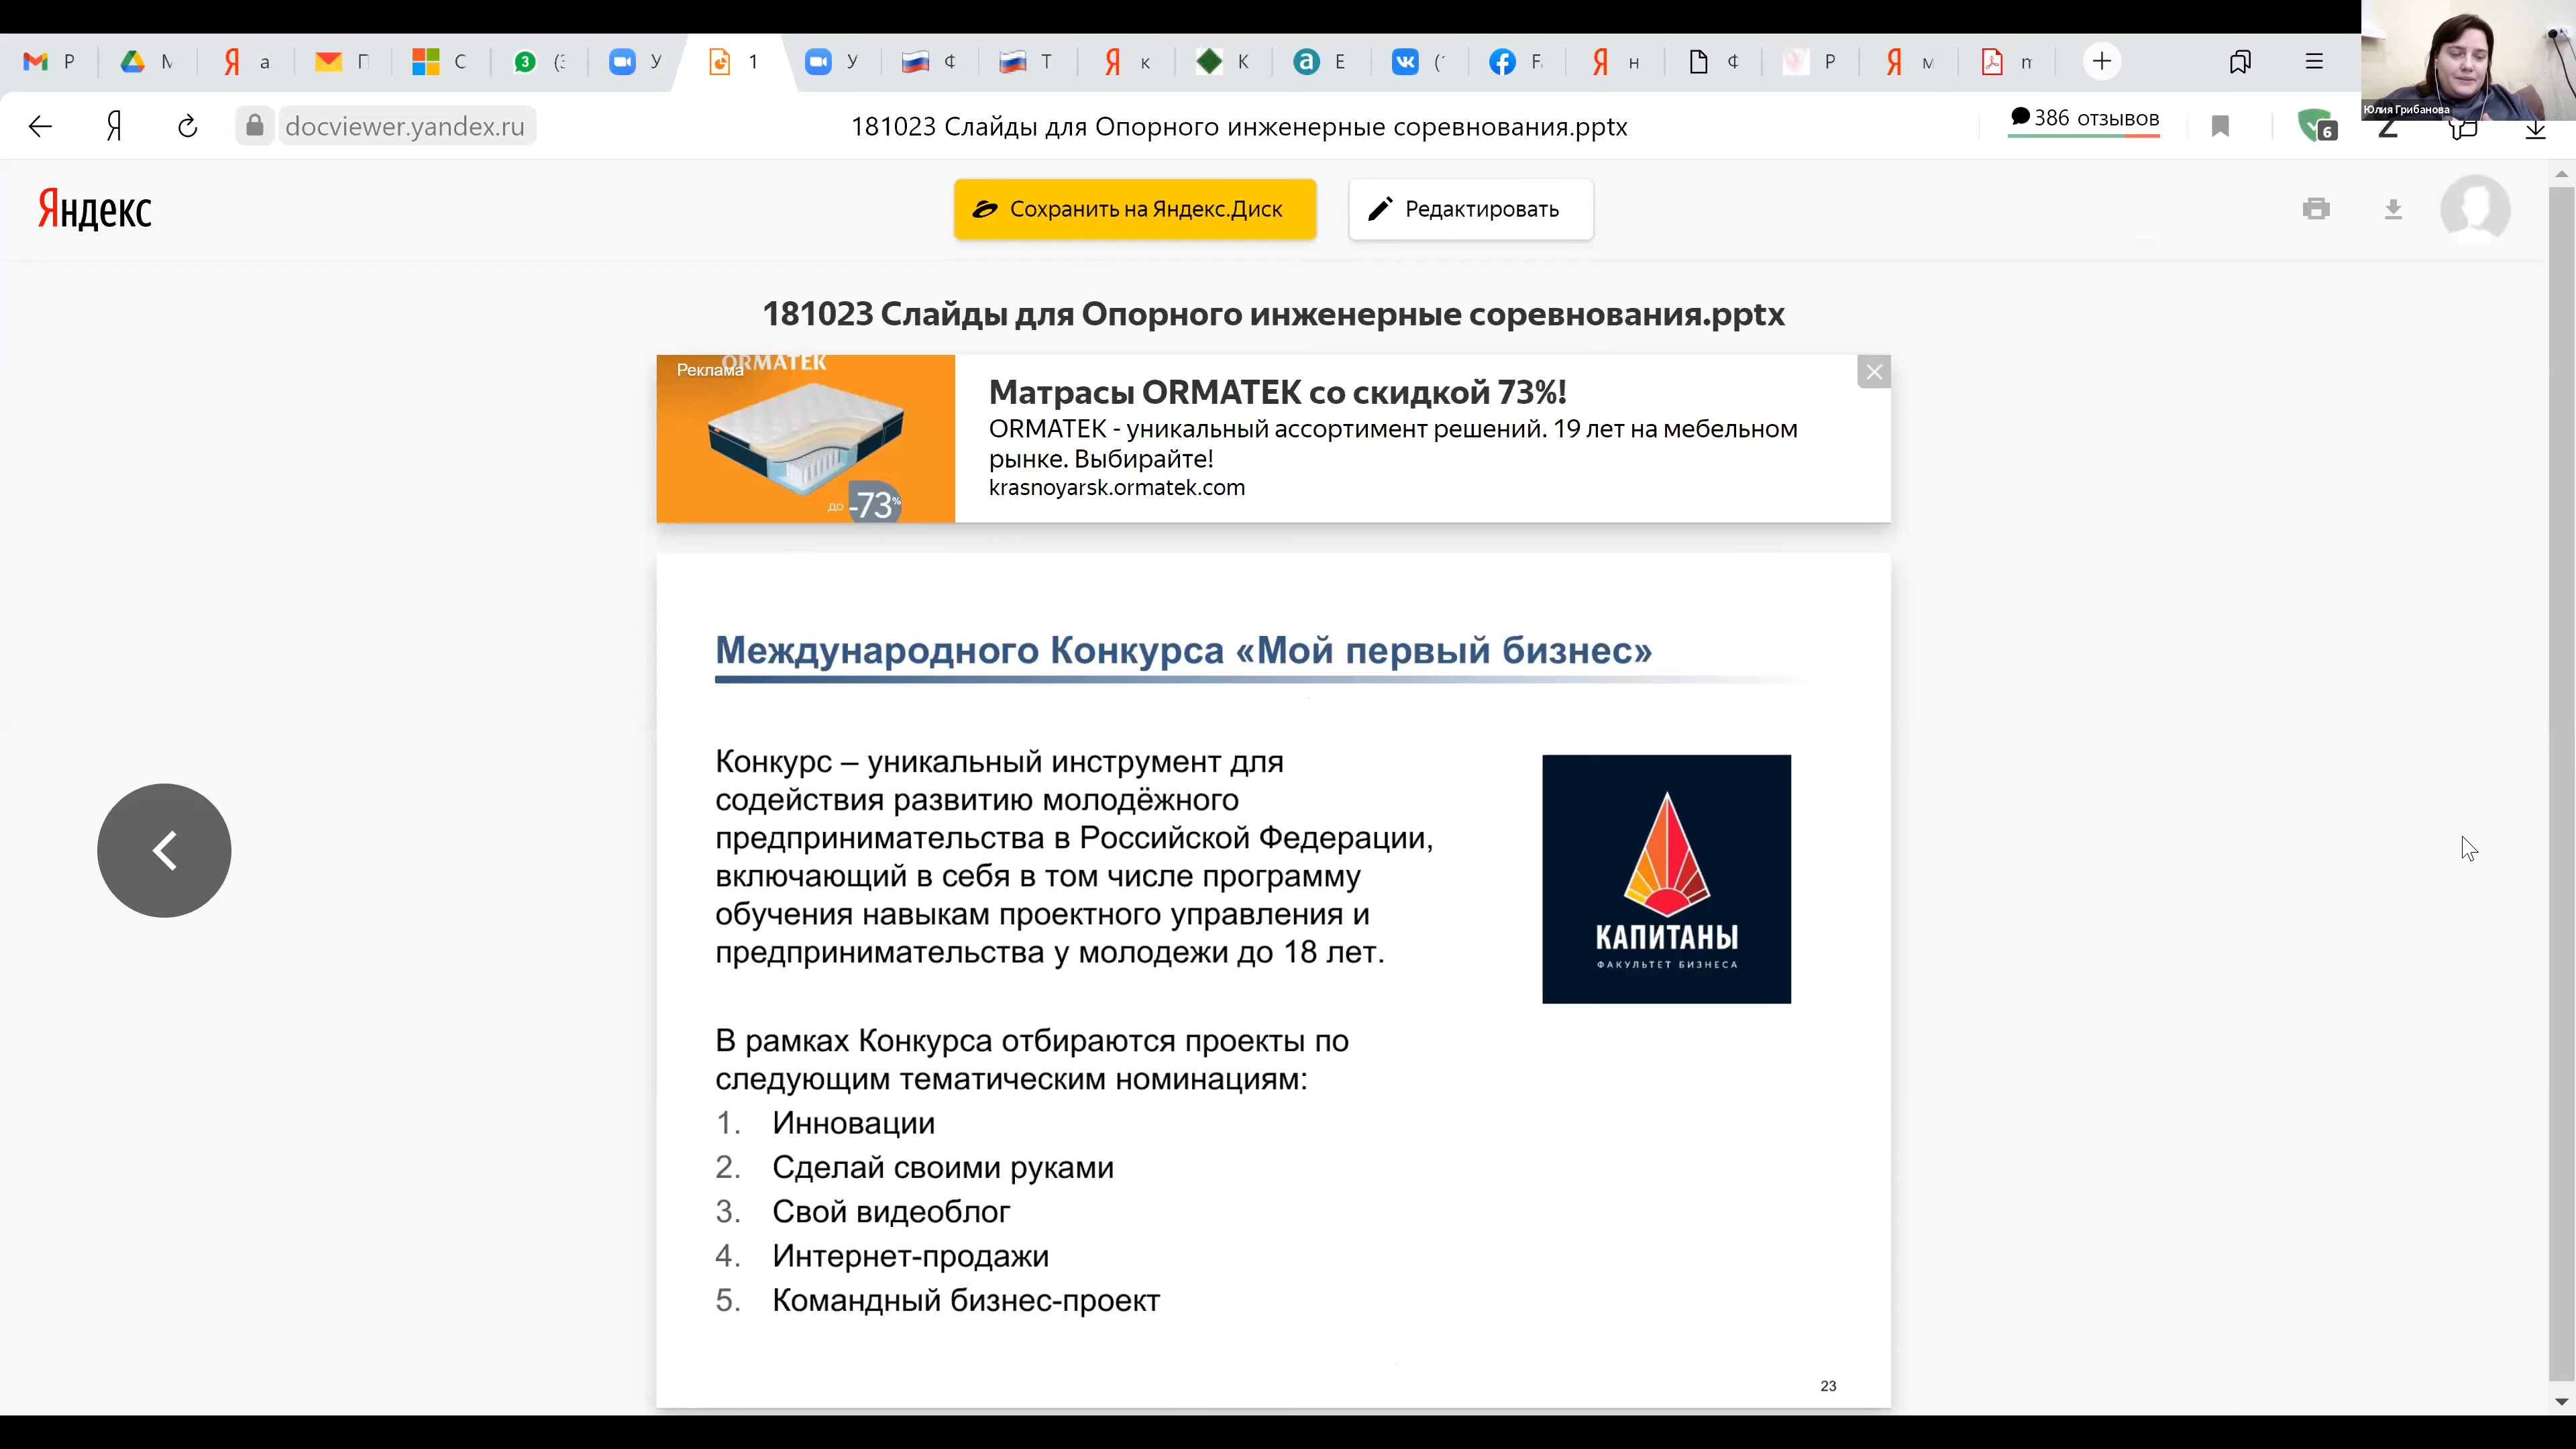 Р М а П С 3 (3 У 1 У Ф Т к К Е (1 F н Ф Р м m
Юлия Грибанова
docviewer.yandex.ru
181023 Слайды для Опорного инженерные соревнования.pptx
386 отзывов
6
Яндекс
Сохранить на Яндекс.Диск
Редактировать
181023 Слайды для Опорного инженерные соревнования.pptx
Реклама
ORMATEK
до -73%
Матрасы ORMATEK со скидкой 73%!
ORMATEK - уникальный ассортимент решений. 19 лет на мебельном
рынке. Выбирайте!
krasnoyarsk.ormatek.com
Международного Конкурса «Мой первый бизнес»
Конкурс – уникальный инструмент для
содействия развитию молодёжного
предпринимательства в Российской Федерации,
включающий в себя в том числе программу
обучения навыкам проектного управления и
предпринимательства у молодежи до 18 лет.
КАПИТАНЫ
ФАКУЛЬТЕТ БИЗНЕСА
В рамках Конкурса отбираются проекты по
следующим тематическим номинациям:
1. Инновации
2. Сделай своими руками
3. Свой видеоблог
4. Интернет-продажи
5. Командный бизнес-проект
23